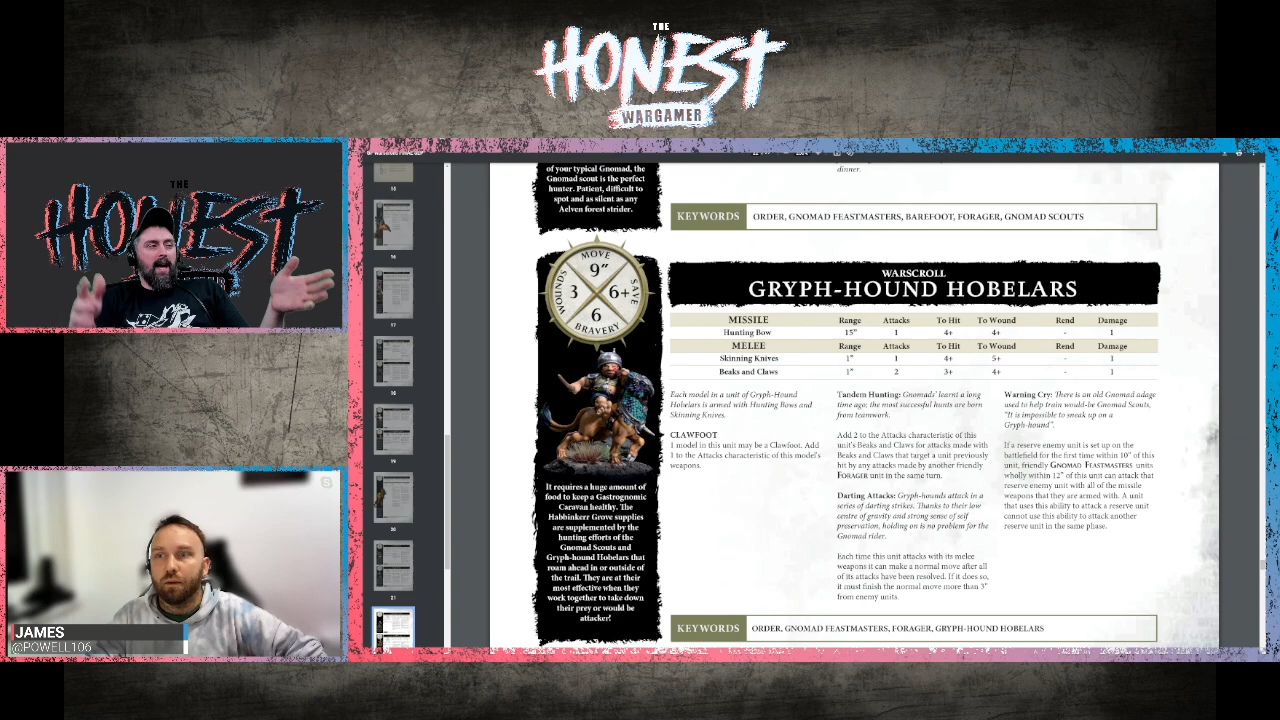 THE
HONEST
WARGAMER
THE
HONEST
JAMES
@POWELL106
16
17
18
19
20
21
of your typical Gnomad, the
Gnomad scout is the perfect
hunter. Patient, difficult to
spot and as silent as any
Aelven forest strider.
dinner.
KEYWORDS ORDER, GNOMAD FEASTMASTERS, BAREFOOT, FORAGER, GNOMAD SCOUTS
MOVE
9"
WOUNDS 3 6+ SAVE
6
BRAVERY
WARSCROLL
GRYPH-HOUND HOBELARS
MISSILE Range Attacks To Hit To Wound Rend Damage
Hunting Bow 15" 1 4+ 4+ - 1
MELEE Range Attacks To Hit To Wound Rend Damage
Skinning Knives 1" 1 4+ 5+ - 1
Beaks and Claws 1" 2 3+ 4+ - 1
Each model in a unit of Gryph-Hound
Hobelars is armed with Hunting Bows and
Skinning Knives.
CLAWFOOT
1 model in this unit may be a Clawfoot. Add
1 to the Attacks characteristic of this model's
weapons.
Tandem Hunting: Gnomads' learnt a long
time ago; the most successful hunts are born
from teamwork.
Add 2 to the Attacks characteristic of this
unit's Beaks and Claws for attacks made with
Beaks and Claws that target a unit previously
hit by any attacks made by another friendly
FORAGER unit in the same turn.
Darting Attacks: Gryph-hounds attack in a
series of darting strikes. Thanks to their low
centre of gravity and strong sense of self
preservation, holding on is no problem for the
Gnomad rider.
Each time this unit attacks with its melee
weapons it can make a normal move after all
of its attacks have been resolved. If it does so,
it must finish the normal move more than 3"
from enemy units.
Warning Cry: There is an old Gnomad adage
used to help train would-be Gnomad Scouts,
"It is impossible to sneak up on a
Gryph-hound".
If a reserve enemy unit is set up on the
battlefield for the first time within 10" of this
unit, friendly GNOMAD FEASTMASTERS units
wholly within 12" of this unit can attack that
reserve enemy unit with all of the missile
weapons that they are armed with. A unit
that uses this ability to attack a reserve unit
cannot use this ability to attack another
reserve unit in the same phase.
It requires a huge amount of
food to keep a Gastrognomic
Caravan healthy. The
Habbinkerr Grove supplies
are supplemented by the
hunting efforts of the
Gnomad Scouts and
Gryph-hound Hobelars that
roam ahead in or outside of
the trail. They are at their
most effective when they
work together to take down
their prey or would be
attacker!
KEYWORDS ORDER, GNOMAD FEASTMASTERS, FORAGER, GRYPH-HOUND HOBELARS